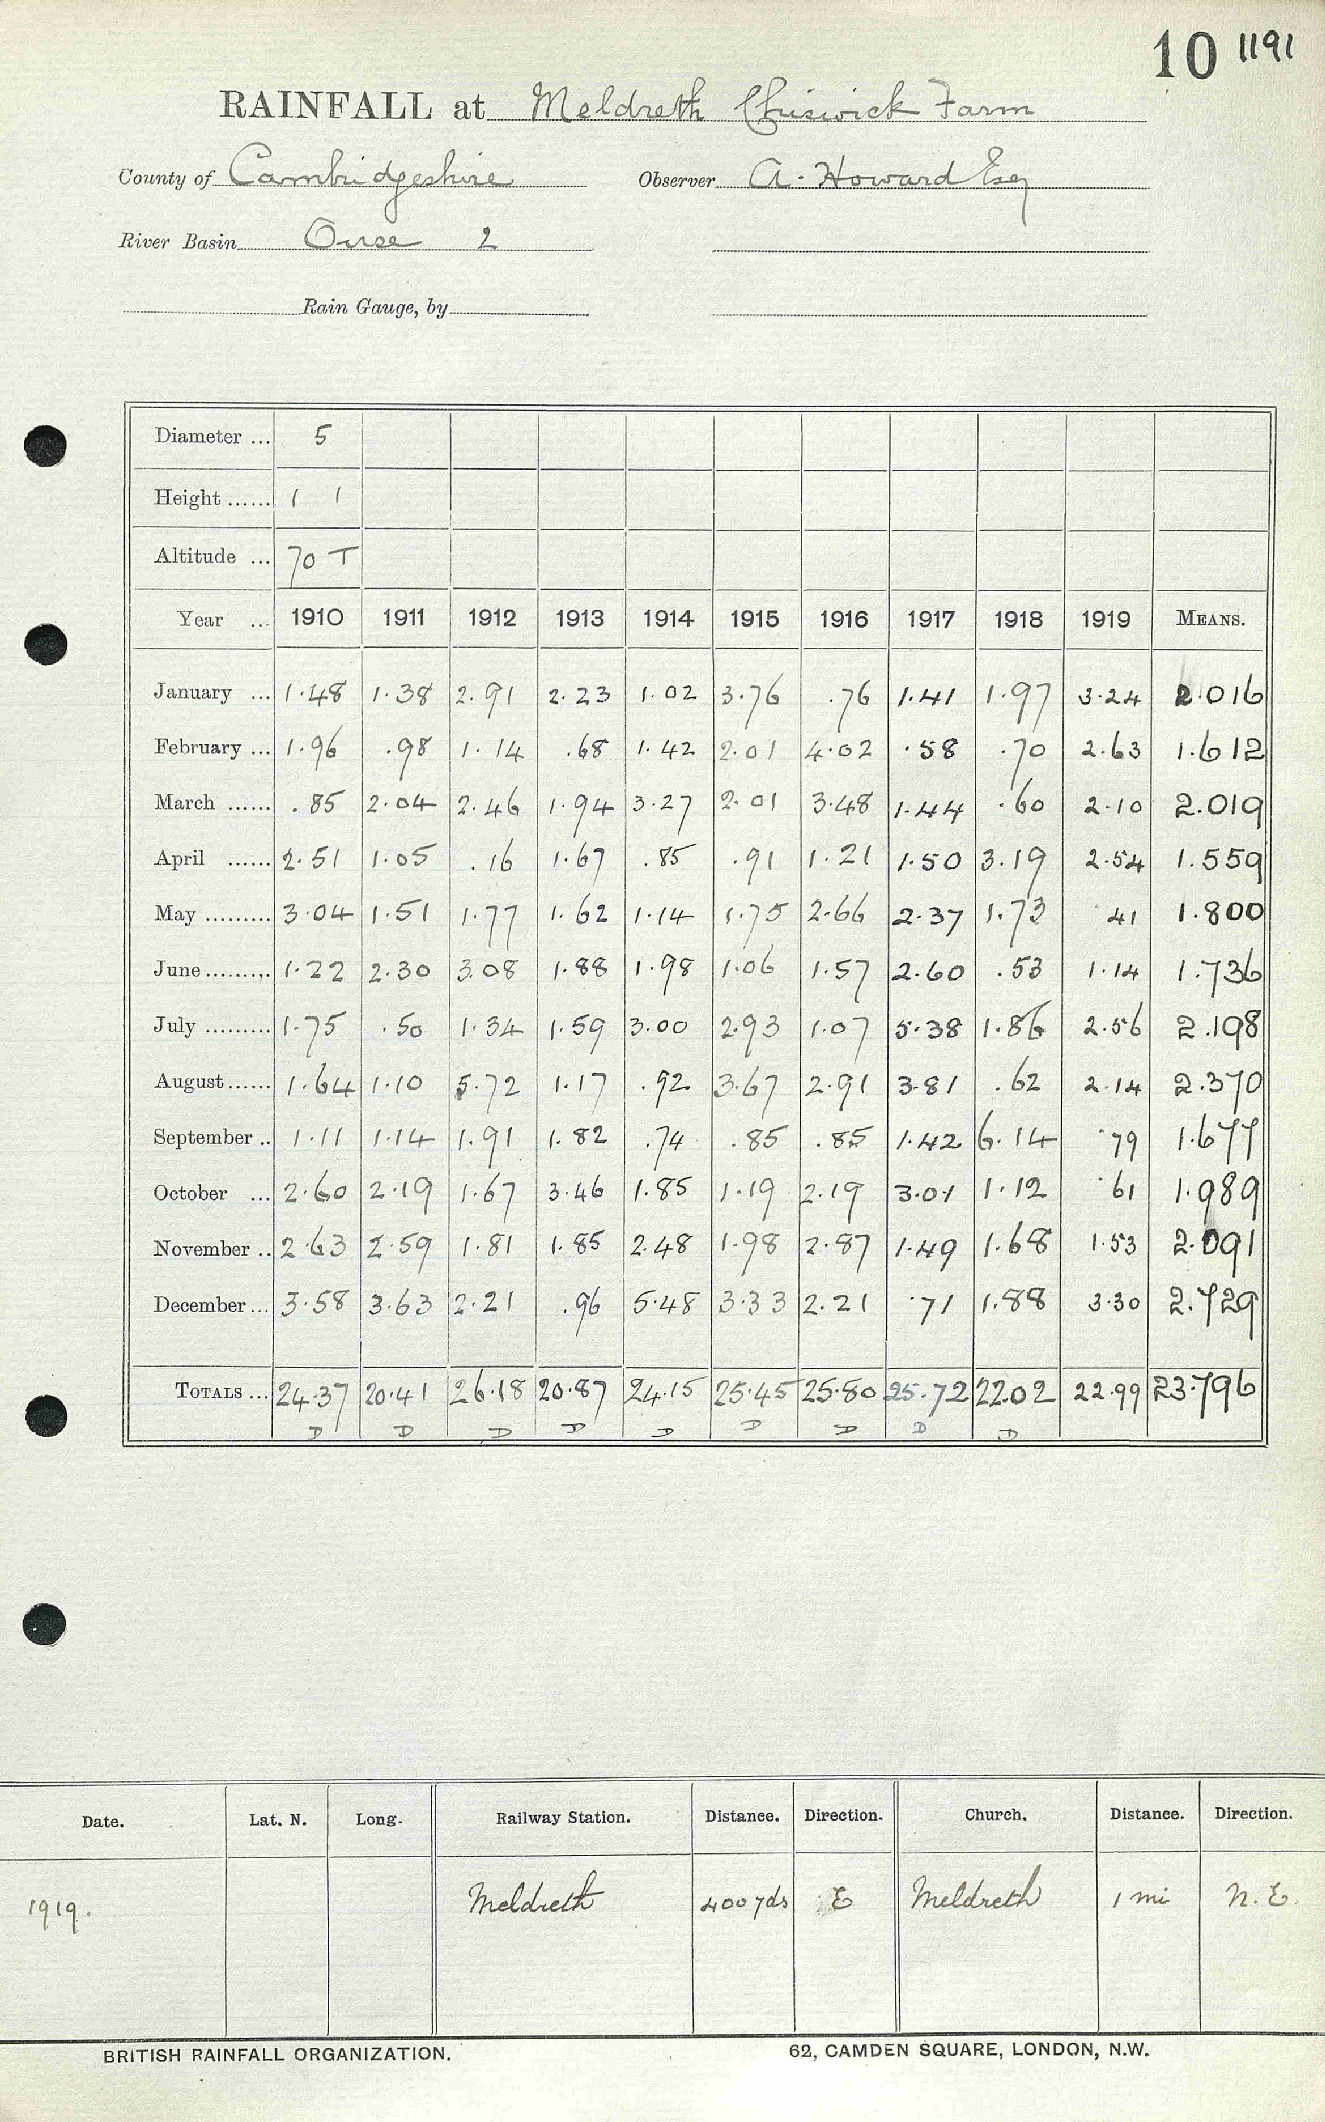 10 1191
RAINFALL at Meldreth Chiswick Farm
County of Cambridgeshire Observer A. Howard Esq
River Basin Ouse 2
Rain Gauge, by
Diameter ... 5
Height ...... 1 1
Altitude ... 70 T
Year ... 1910 1911 1912 1913 1914 1915 1916 1917 1918 1919 MEANS.
January ... 1.48 1.38 2.91 2.23 1.02 3.76 .76 1.41 1.97 3.24 2.016
February ... 1.96 .98 1.14 .68 1.42 2.01 4.02 .58 .70 2.63 1.612
March ...... .85 2.04 2.46 1.94 3.27 2.01 3.48 1.44 .60 2.10 2.019
April ...... 2.51 1.05 .16 1.67 .85 .91 1.21 1.50 3.19 2.54 1.559
May ......... 3.04 1.51 1.77 1.62 1.14 1.75 2.66 2.37 1.73 .41 1.800
June ......... 1.22 2.30 3.08 1.88 1.98 1.06 1.57 2.60 .53 1.14 1.736
July ......... 1.75 .50 1.34 1.59 3.00 2.93 1.07 5.38 1.86 2.56 2.198
August ...... 1.64 1.10 5.72 1.17 .92 3.67 2.91 3.81 .62 2.14 2.370
September .. 1.11 1.14 1.91 1.82 .74 .85 .85 1.42 6.14 .79 1.677
October ... 2.60 2.19 1.67 3.46 1.85 1.19 2.19 3.01 1.12 .61 1.989
November .. 2.63 2.59 1.81 1.85 2.48 1.98 2.87 1.49 1.68 1.53 2.091
December ... 3.58 3.63 2.21 .96 5.48 3.33 2.21 .71 1.88 3.30 2.729
TOTALS ... 24.37 20.41 26.18 20.87 24.15 25.45 25.80 25.72 22.02 22.99 23.796
D D D D D D D D D
Date. Lat. N. Long. Railway Station. Distance. Direction. Church. Distance. Direction.
1919. Meldreth 400 yds E Meldreth 1 mi N.E.
BRITISH RAINFALL ORGANIZATION. 62, CAMDEN SQUARE, LONDON, N.W.